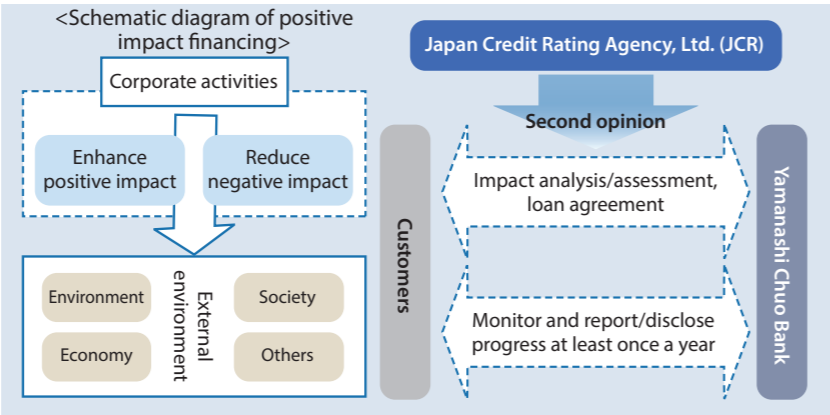 <Schematic diagram of positive
impact financing>
Corporate activities
Enhance
positive impact
Reduce
negative impact
Environment
Economy
External
environment
Society
Others
Japan Credit Rating Agency, Ltd. (JCR)
Second opinion
Customers
Impact analysis/assessment,
loan agreement
Monitor and report/disclose
progress at least once a year
Yamanashi Chuo Bank